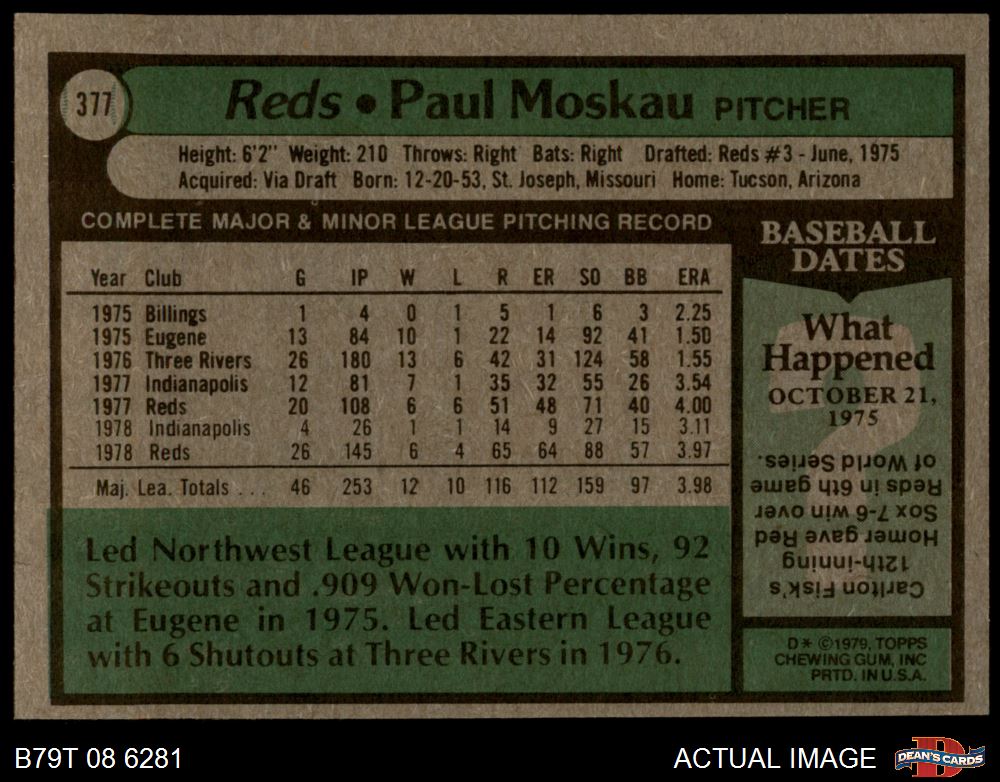 377 Reds • Paul Moskau PITCHER
Height: 6'2" Weight: 210 Throws: Right Bats: Right Drafted: Reds #3 - June, 1975
Acquired: Via Draft Born: 12-20-53, St. Joseph, Missouri Home: Tucson, Arizona
COMPLETE MAJOR & MINOR LEAGUE PITCHING RECORD
Year Club G IP W L R ER SO BB ERA
1975 Billings 1 4 0 1 5 1 6 3 2.25
1975 Eugene 13 84 10 1 22 14 92 41 1.50
1976 Three Rivers 26 180 13 6 42 31 124 58 1.55
1977 Indianapolis 12 81 7 1 35 32 55 26 3.54
1977 Reds 20 108 6 6 51 48 71 40 4.00
1978 Indianapolis 4 26 1 1 14 9 27 15 3.11
1978 Reds 26 145 6 4 65 64 88 57 3.97
Maj. Lea. Totals . . . 46 253 12 10 116 112 159 97 3.98
Led Northwest League with 10 Wins, 92
Strikeouts and .909 Won-Lost Percentage
at Eugene in 1975. Led Eastern League
with 6 Shutouts at Three Rivers in 1976.
BASEBALL
DATES
What
Happened
OCTOBER 21,
1975
Carlton Fisk's
12th-inning
Homer gave Red
Sox 7-6 win over
Reds in 6th game
of World Series.
D* ©1979, TOPPS
CHEWING GUM, INC
PRTD. IN U.S.A.
B79T 08 6281
ACTUAL IMAGE
D
DEAN'S CARDS